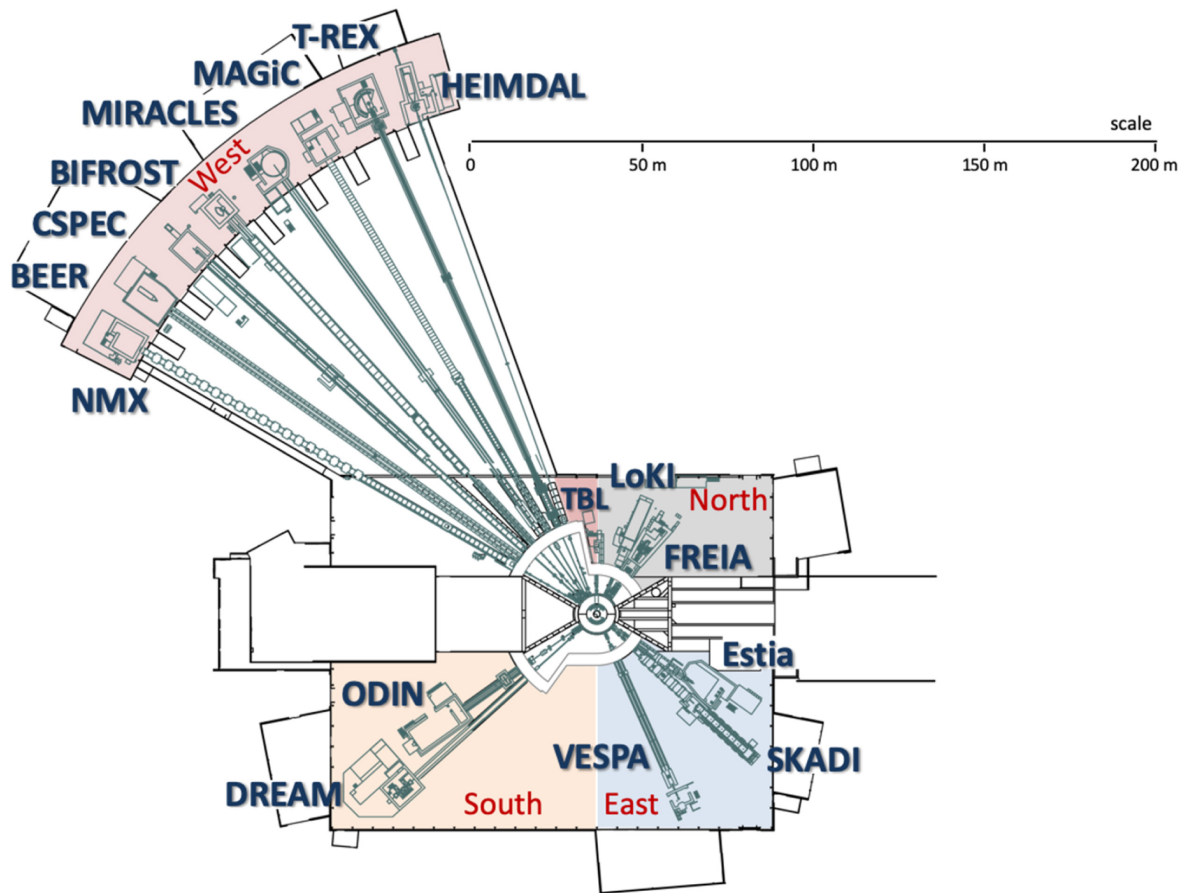 T-REX
MAGiC
HEIMDAL
MIRACLES
scale
0 50 m 100 m 150 m 200 m
West
BIFROST
CSPEC
BEER
NMX
LoKI
TBL
North
FREIA
Estia
ODIN
VESPA
SKADI
DREAM
South
East